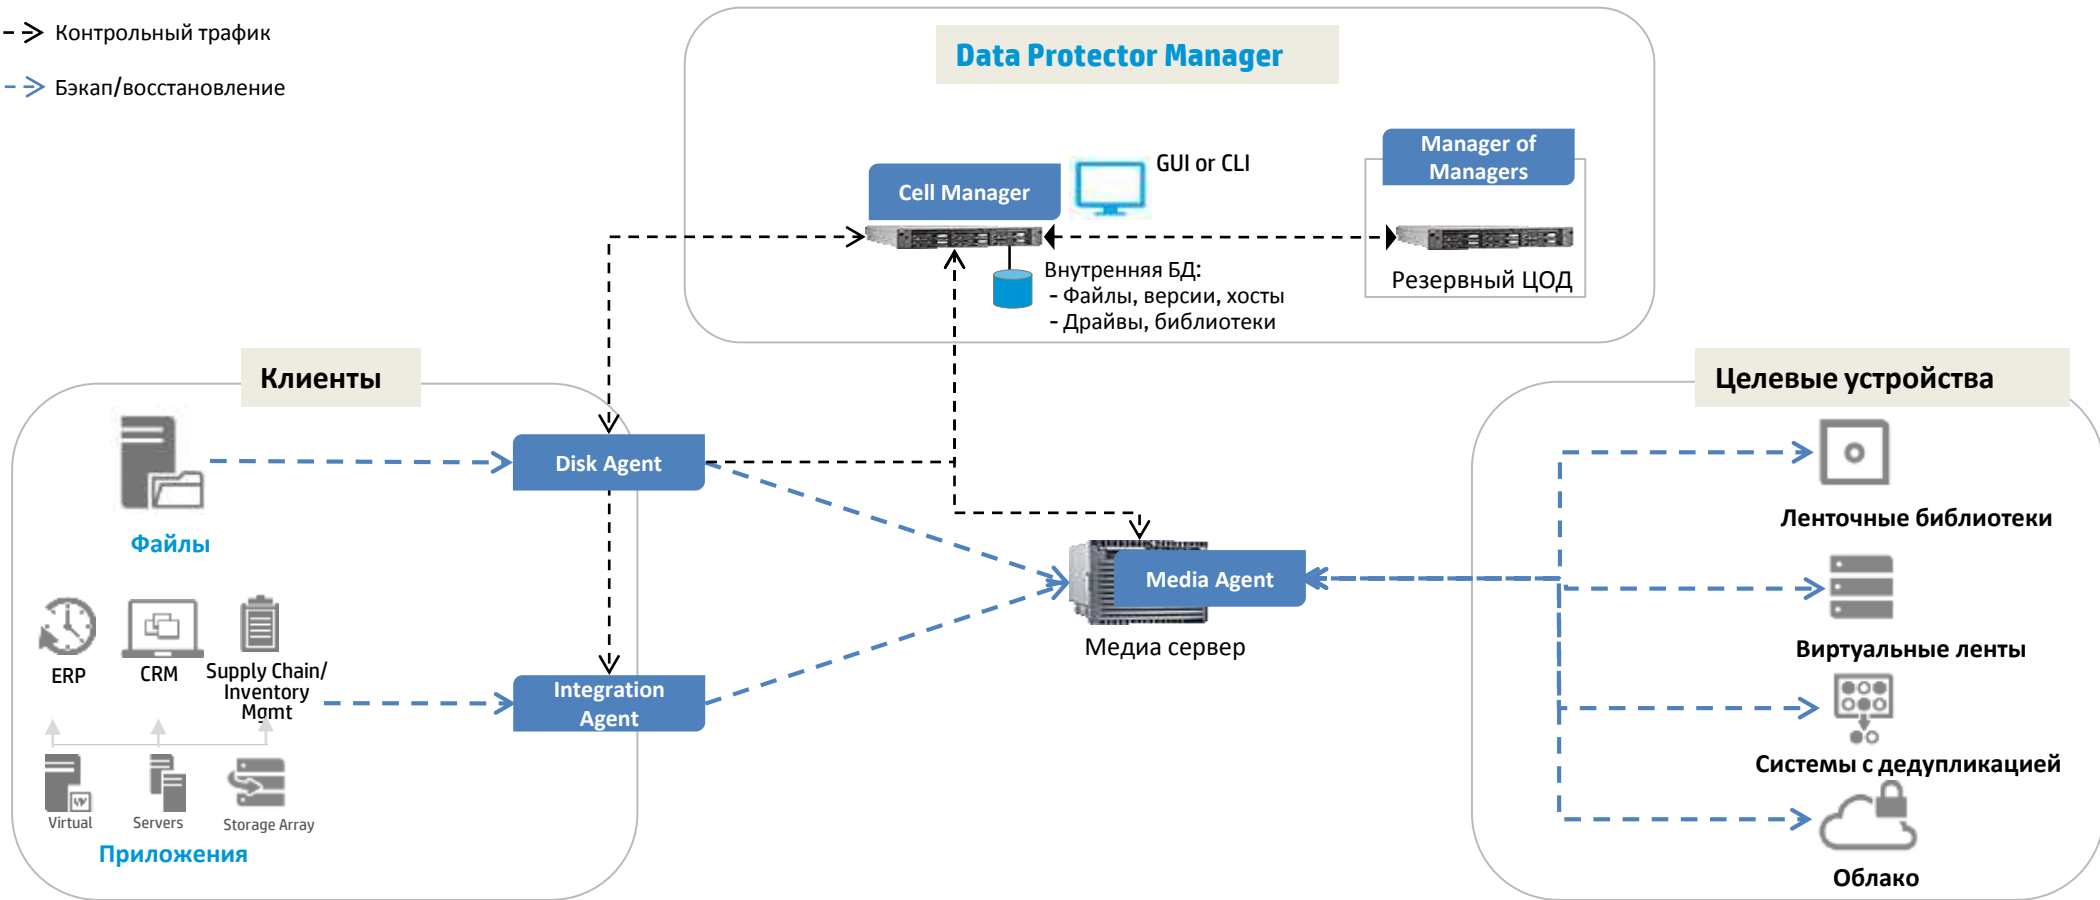 Контрольный трафик
Бэкап/восстановление
Data Protector Manager
Cell Manager
GUI or CLI
Manager of
Managers
Внутренняя БД:
- Файлы, версии, хосты
- Драйвы, библиотеки
Резервный ЦОД
Клиенты
Файлы
ERP
CRM
Supply Chain/
Inventory
Mgmt
Virtual
Servers
Storage Array
Приложения
Disk Agent
Integration
Agent
Media Agent
Медиа сервер
Целевые устройства
Ленточные библиотеки
Виртуальные ленты
Системы с дедупликацией
Облако